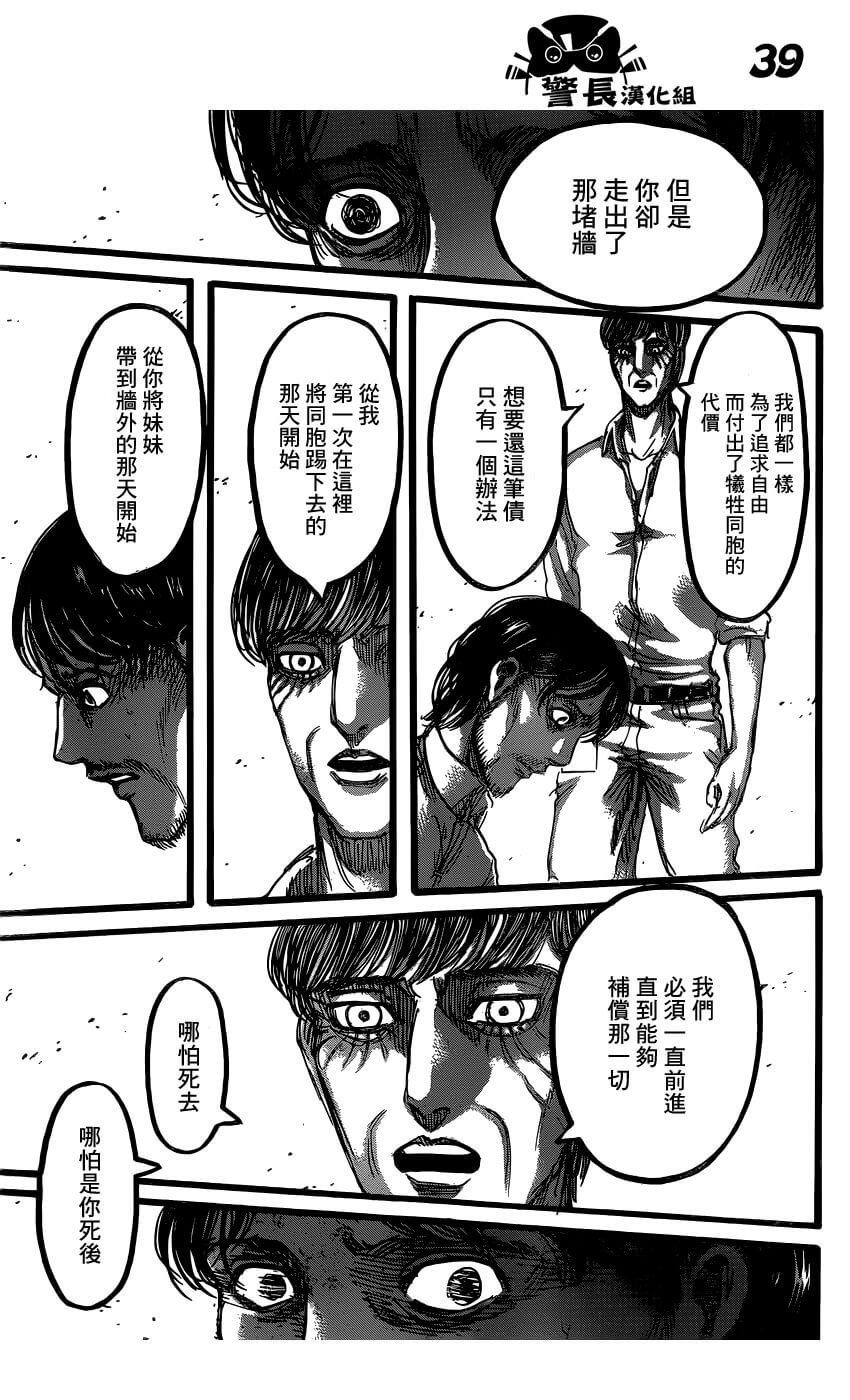 警長漢化組
39
但是
你卻
走出了
那堵牆
我們都一樣
為了追求自由
而付出了犧牲同胞的
代價
想要還這筆債
只有一個辦法
從我
第一次在這裡
將同胞踢下去的
那天開始
從你將妹妹
帶到牆外的那天開始
我們
必須一直前進
直到能夠
補償那一切
哪怕死去
哪怕是你死後